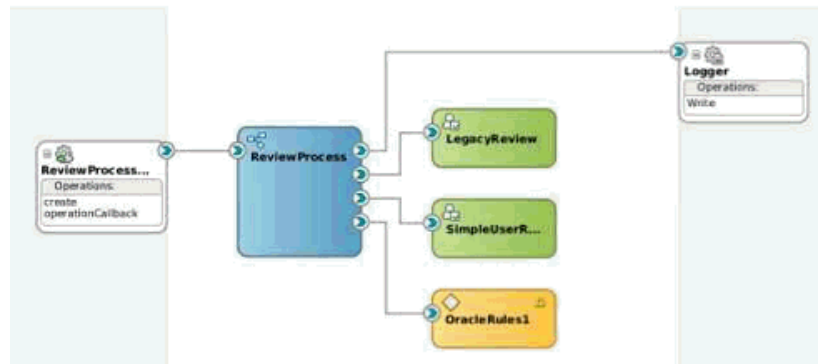 Logger
Operations:
Write
LegacyReview
ReviewProcess
ReviewProcess...
Operations:
create
operationCallback
SimpleUserR...
OracleRules1